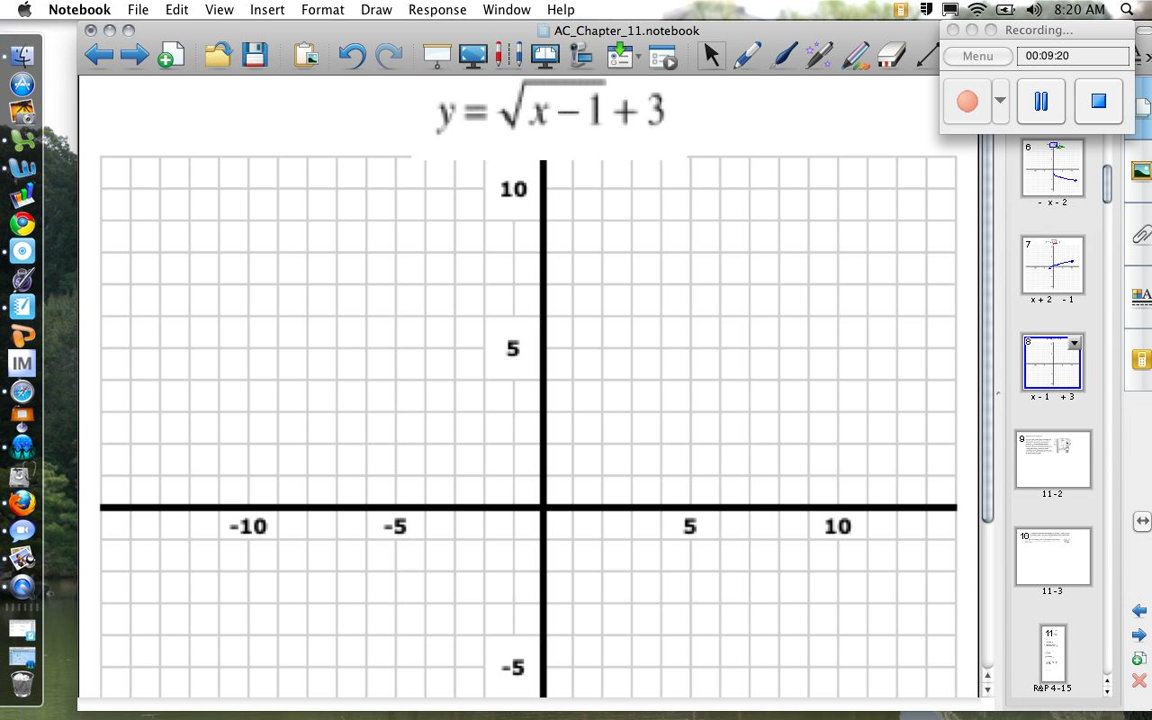 Notebook File Edit View Insert Format Draw Response Window Help 8:20 AM
AC_Chapter_11.notebook
Recording...
Menu 00:09:20
y = √x − 1 + 3
10
5
-10 -5 5 10
-5
6
- x - 2
7
x + 2 - 1
8
x - 1 + 3
9
11-2
10
11-3
11
R&P 4-15
IM